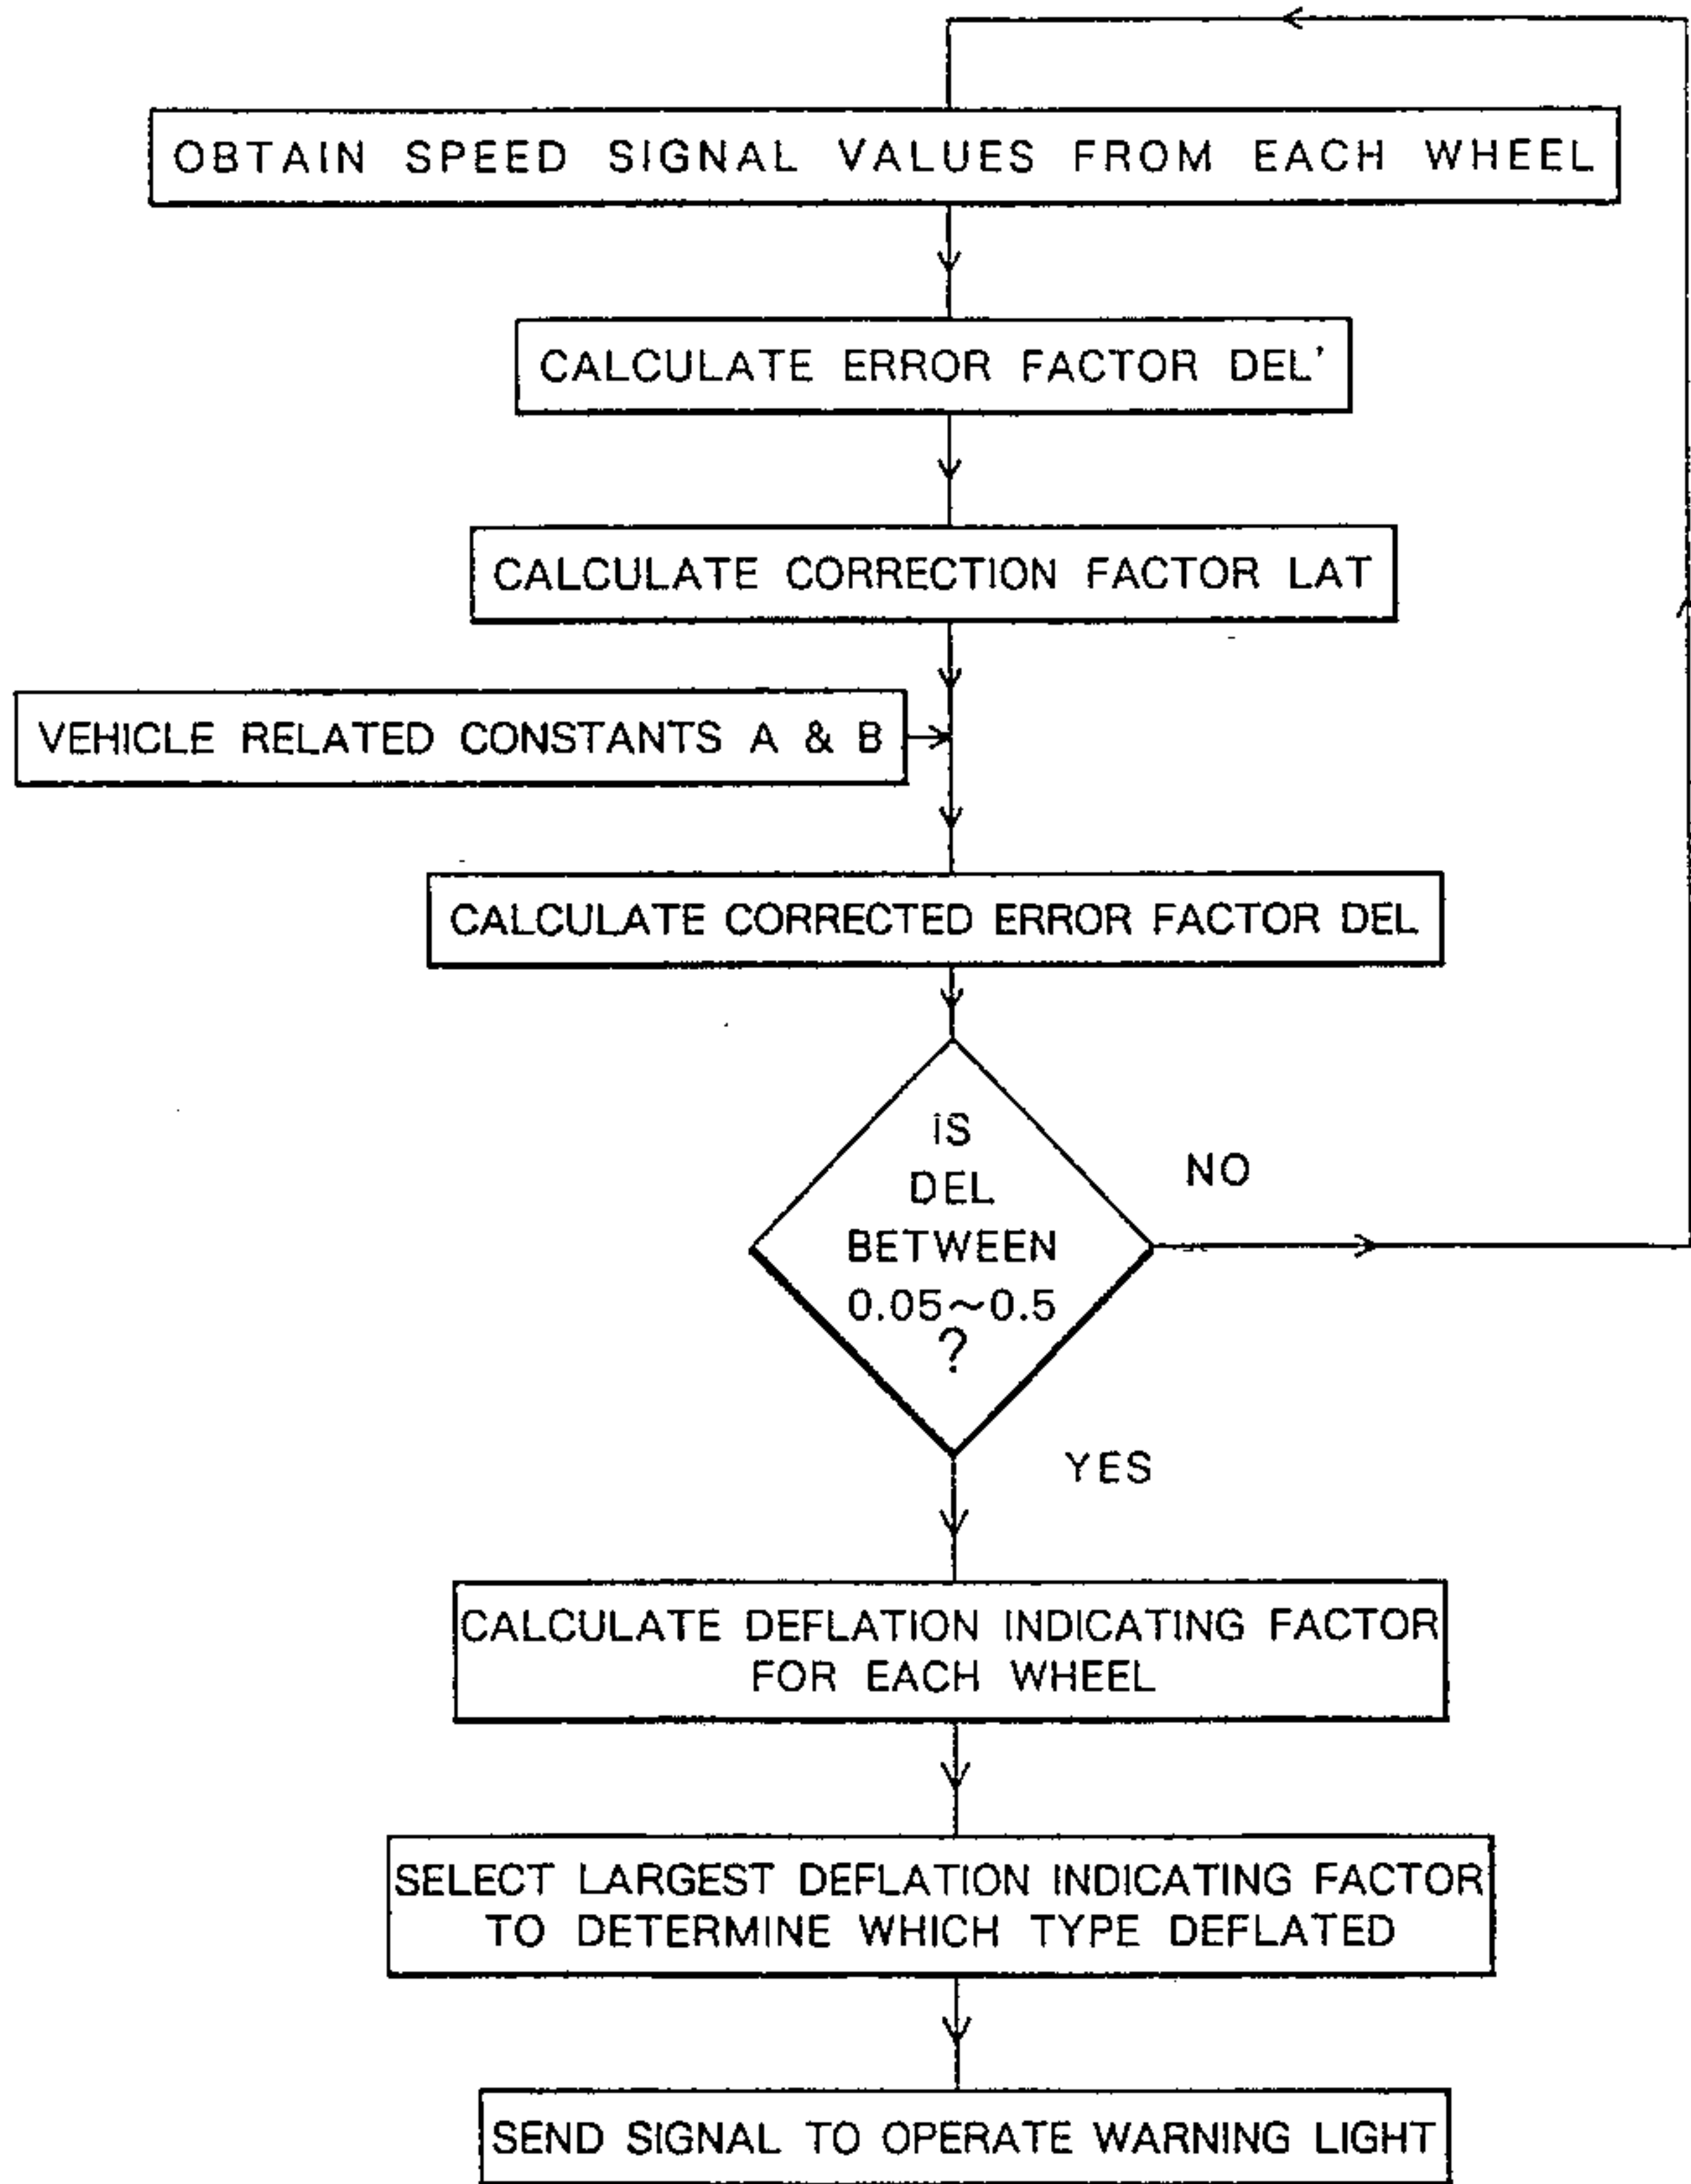 OBTAIN SPEED SIGNAL VALUES FROM EACH WHEEL
CALCULATE ERROR FACTOR DEL'
CALCULATE CORRECTION FACTOR LAT
VEHICLE RELATED CONSTANTS A & B
CALCULATE CORRECTED ERROR FACTOR DEL
IS
DEL
BETWEEN
0.05~0.5
?
NO
YES
CALCULATE DEFLATION INDICATING FACTOR
FOR EACH WHEEL
SELECT LARGEST DEFLATION INDICATING FACTOR
TO DETERMINE WHICH TYPE DEFLATED
SEND SIGNAL TO OPERATE WARNING LIGHT